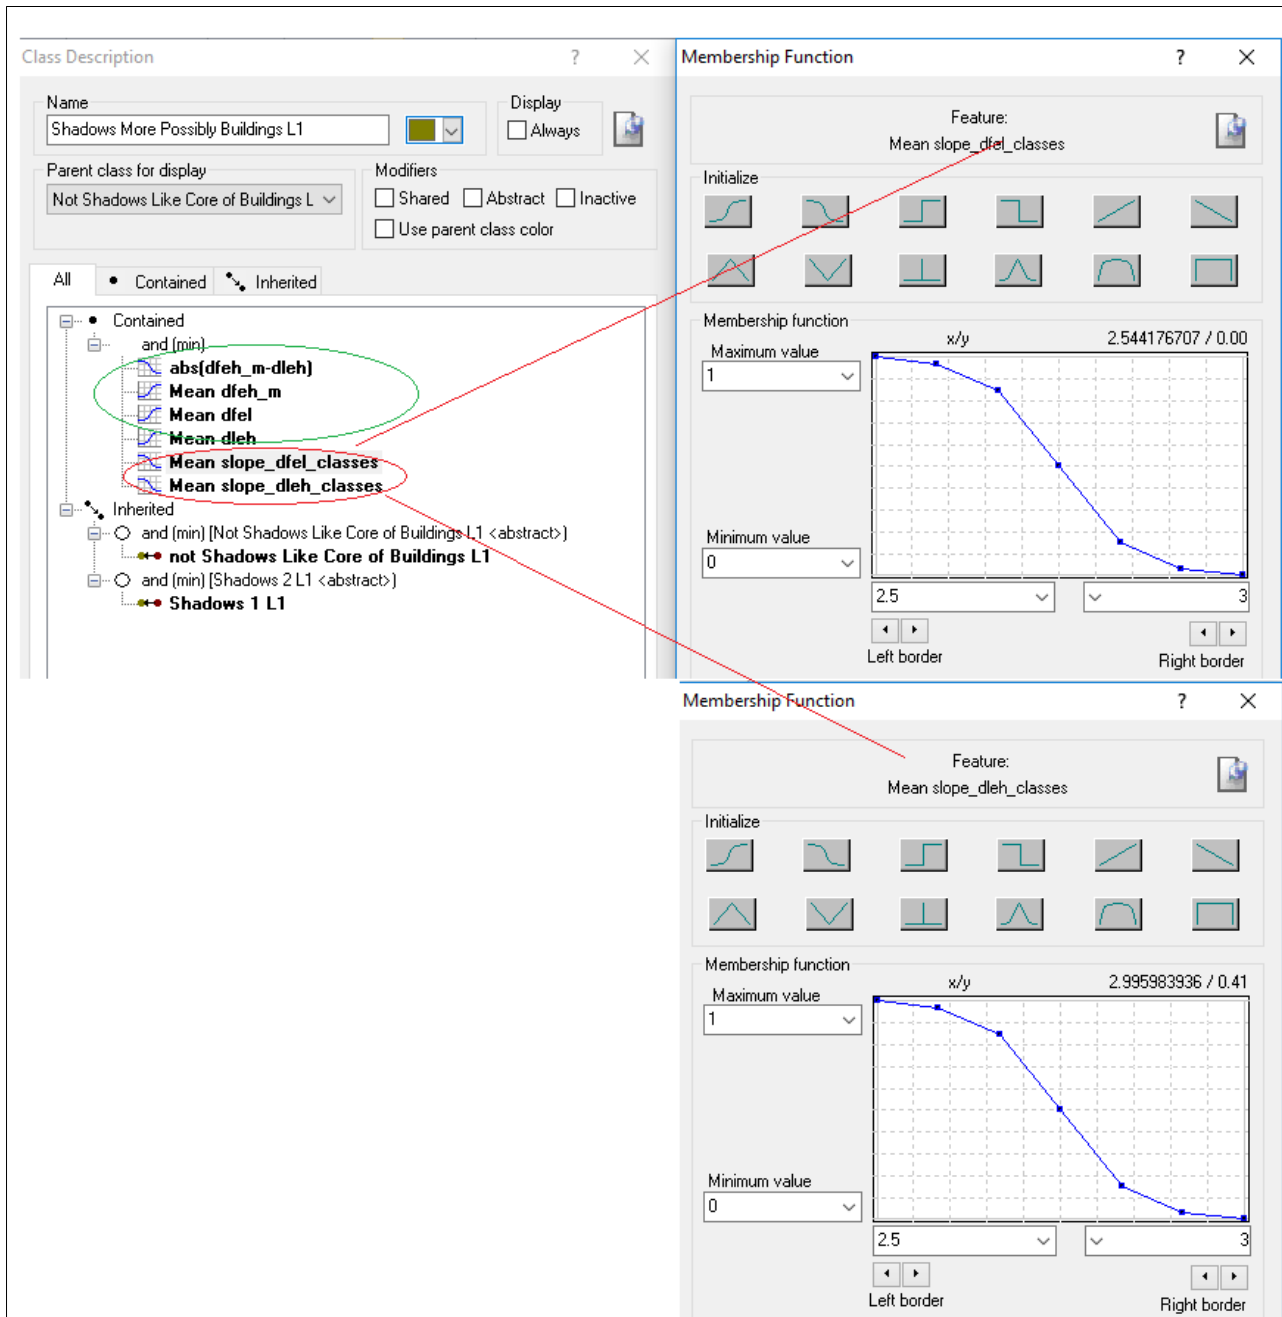 Class Description
?
Name
Shadows More Possibly Buildings L1
Display
Always
Parent class for display
Not Shadows Like Core of Buildings L
Modifiers
Shared
Abstract
Inactive
Use parent class color
All
Contained
Inherited
Contained
and (min)
abs(dfeh_m-dleh)
Mean dfeh_m
Mean dfel
Mean dleh
Mean slope_dfel_classes
Mean slope_dleh_classes
Inherited
and (min) [Not Shadows Like Core of Buildings L1 <abstract>)
not Shadows Like Core of Buildings L1
and (min) [Shadows 2 L1 <abstract>)
Shadows 1 L1
Membership Function
?
Feature:
Mean slope_dfel_classes
Initialize
Membership function
x/y
2.544176707 / 0.00
Maximum value
1
Minimum value
0
2.5
3
Left border
Right border
Membership Function
?
Feature:
Mean slope_dleh_classes
Initialize
Membership function
x/y
2.995983936 / 0.41
Maximum value
1
Minimum value
0
2.5
3
Left border
Right border